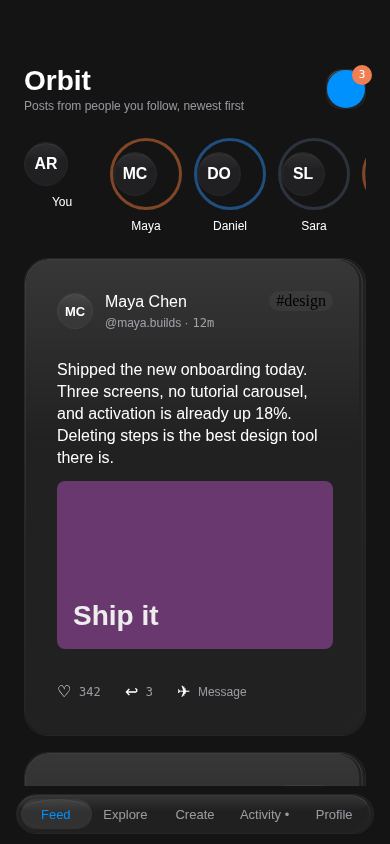 Orbit
3
Posts from people you follow, newest first
AR
MC
DO
SL
You
Maya
Daniel
Sara
Maya Chen
#design
MC
@maya.builds · 12m
Shipped the new onboarding today.
Three screens, no tutorial carousel,
and activation is already up 18%.
Deleting steps is the best design tool
there is.
Ship it
♡ 342
↩ 3
✈ Message
Feed
Explore
Create
Activity •
Profile